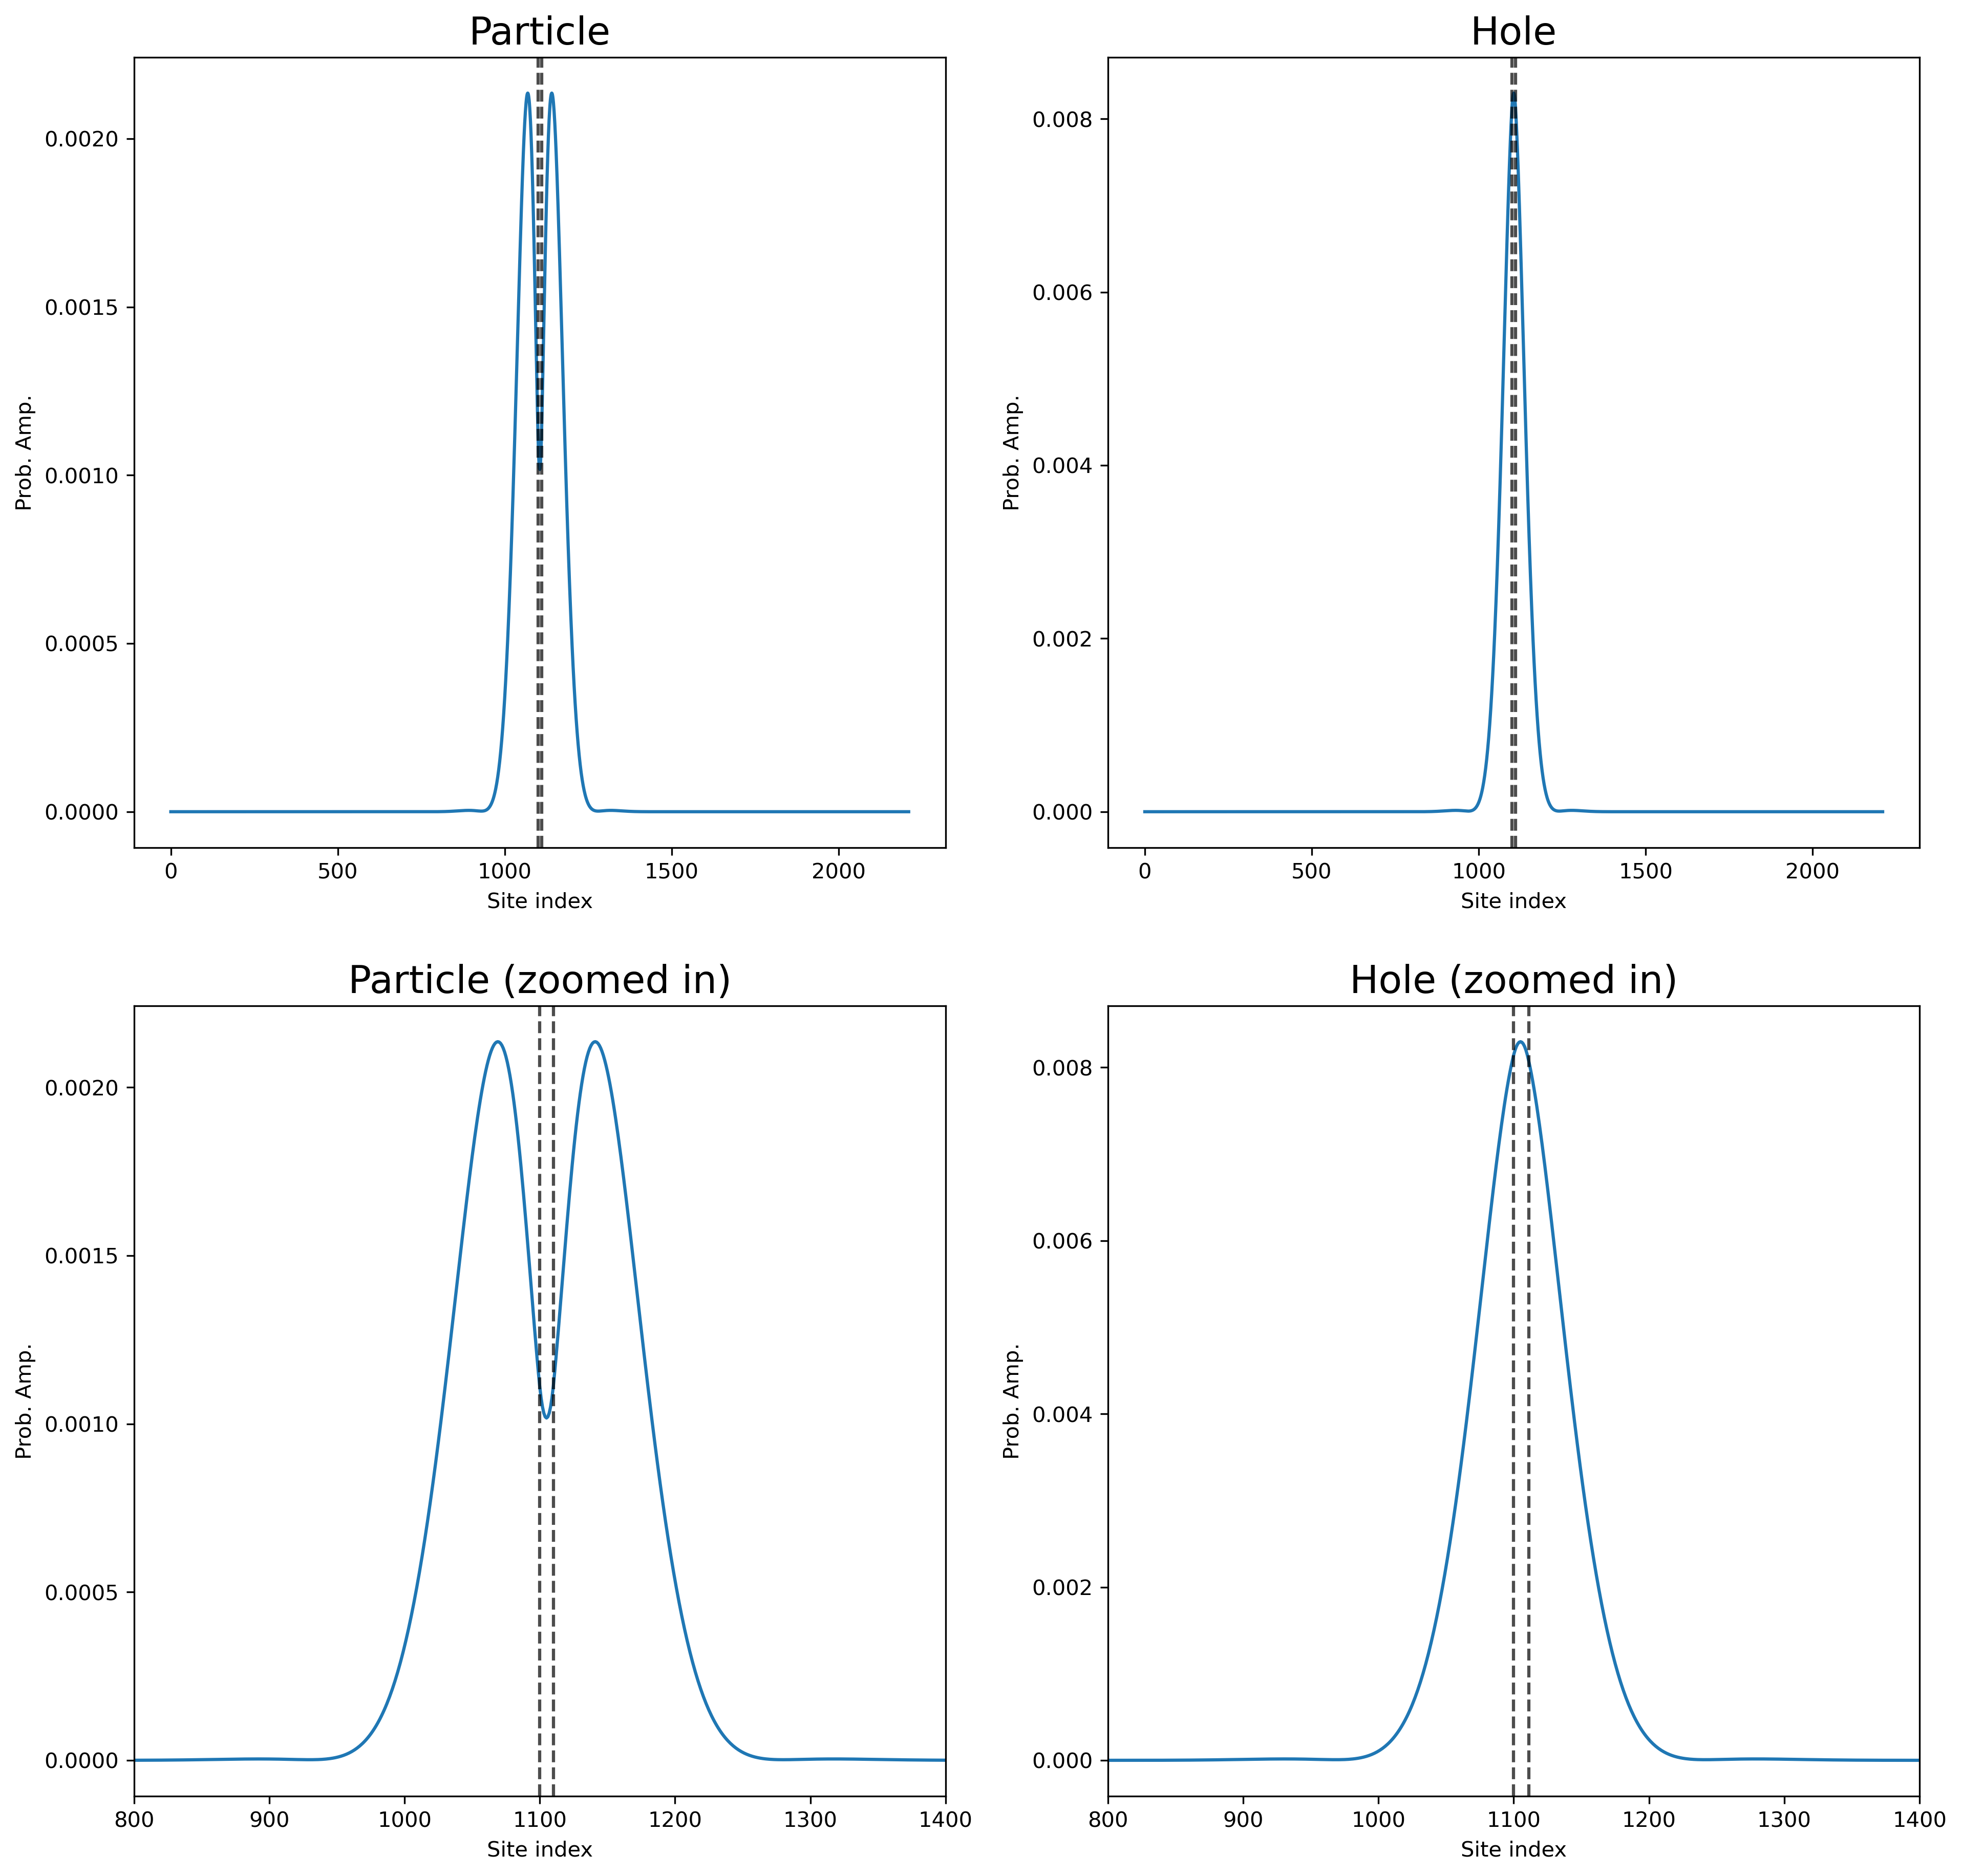 Particle
Hole
0.0020
0.0015
0.0010
0.0005
0.0000
Prob. Amp.
0 500 1000 1500 2000
Site index
0.008
0.006
0.004
0.002
0.000
Prob. Amp.
0 500 1000 1500 2000
Site index
Particle (zoomed in)
Hole (zoomed in)
0.0020
0.0015
0.0010
0.0005
0.0000
Prob. Amp.
800 900 1000 1100 1200 1300 1400
Site index
0.008
0.006
0.004
0.002
0.000
Prob. Amp.
800 900 1000 1100 1200 1300 1400
Site index